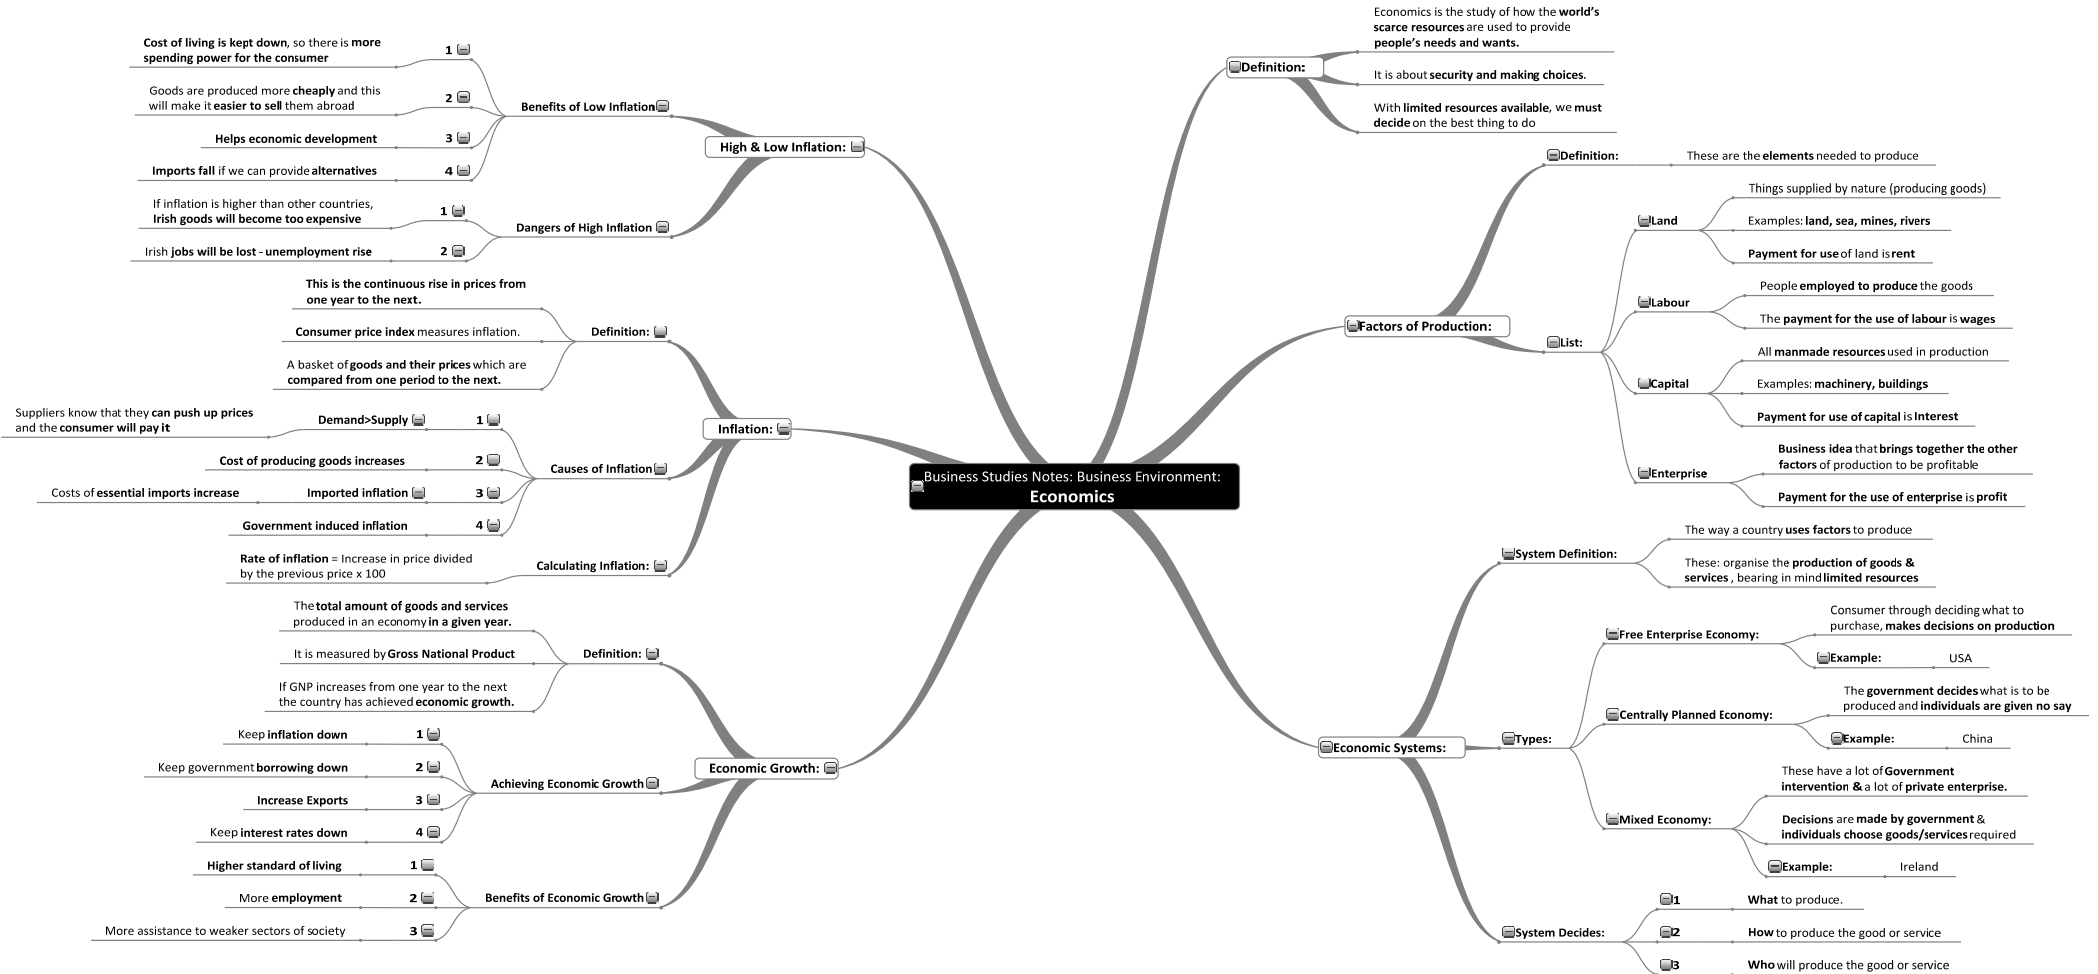 Business Studies Notes: Business Environment:
Economics
Definition:
Economics is the study of how the world's
scarce resources are used to provide
people's needs and wants.
It is about security and making choices.
With limited resources available, we must
decide on the best thing to do
Factors of Production:
Definition:
These are the elements needed to produce
List:
Land
Things supplied by nature (producing goods)
Examples: land, sea, mines, rivers
Payment for use of land is rent
Labour
People employed to produce the goods
The payment for the use of labour is wages
Capital
All manmade resources used in production
Examples: machinery, buildings
Payment for use of capital is Interest
Enterprise
Business idea that brings together the other
factors of production to be profitable
Payment for the use of enterprise is profit
Economic Systems:
System Definition:
The way a country uses factors to produce
These: organise the production of goods &
services , bearing in mind limited resources
Types:
Free Enterprise Economy:
Consumer through deciding what to
purchase, makes decisions on production
Example:
USA
Centrally Planned Economy:
The government decides what is to be
produced and individuals are given no say
Example:
China
Mixed Economy:
These have a lot of Government
intervention & a lot of private enterprise.
Decisions are made by government &
individuals choose goods/services required
Example:
Ireland
System Decides:
1
What to produce.
2
How to produce the good or service
3
Who will produce the good or service
High & Low Inflation:
Benefits of Low Inflation
1
Cost of living is kept down, so there is more
spending power for the consumer
2
Goods are produced more cheaply and this
will make it easier to sell them abroad
3
Helps economic development
4
Imports fall if we can provide alternatives
Dangers of High Inflation
1
If inflation is higher than other countries,
Irish goods will become too expensive
2
Irish jobs will be lost - unemployment rise
Inflation:
Definition:
This is the continuous rise in prices from
one year to the next.
Consumer price index measures inflation.
A basket of goods and their prices which are
compared from one period to the next.
Causes of Inflation
1
Demand>Supply
Suppliers know that they can push up prices
and the consumer will pay it
2
Cost of producing goods increases
3
Imported inflation
Costs of essential imports increase
4
Government induced inflation
Calculating Inflation:
Rate of inflation = Increase in price divided
by the previous price x 100
Economic Growth:
Definition:
The total amount of goods and services
produced in an economy in a given year.
It is measured by Gross National Product
If GNP increases from one year to the next
the country has achieved economic growth.
Achieving Economic Growth
1
Keep inflation down
2
Keep government borrowing down
3
Increase Exports
4
Keep interest rates down
Benefits of Economic Growth
1
Higher standard of living
2
More employment
3
More assistance to weaker sectors of society